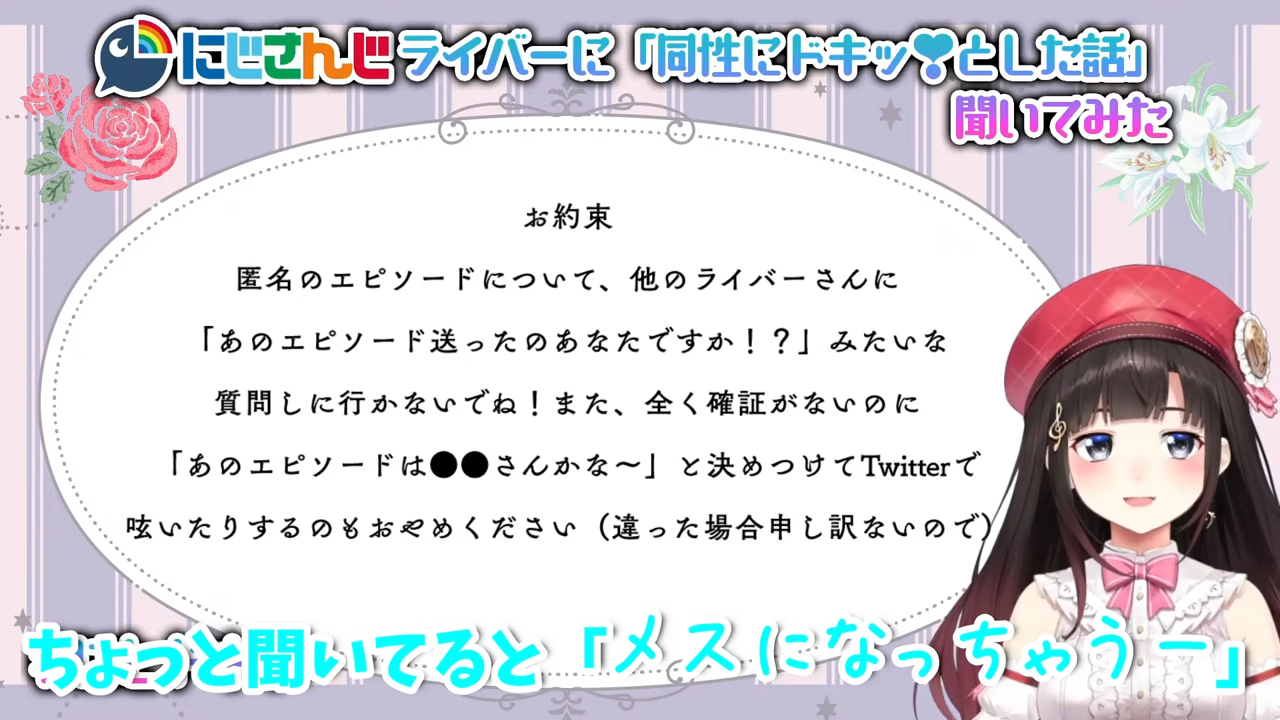 にじさんじ ライバーに「同性にドキッ❣とした話」
聞いてみた
お約束
匿名のエピソードについて、他のライバーさんに
「あのエピソード送ったのあなたですか！？」みたいな
質問しに行かないでね！また、全く確証がないのに
「あのエピソードは●●さんかな～」と決めつけてTwitterで
呟いたりするのもおやめください（違った場合申し訳ないので）
ちょっと聞いてると「メスになっちゃうー」